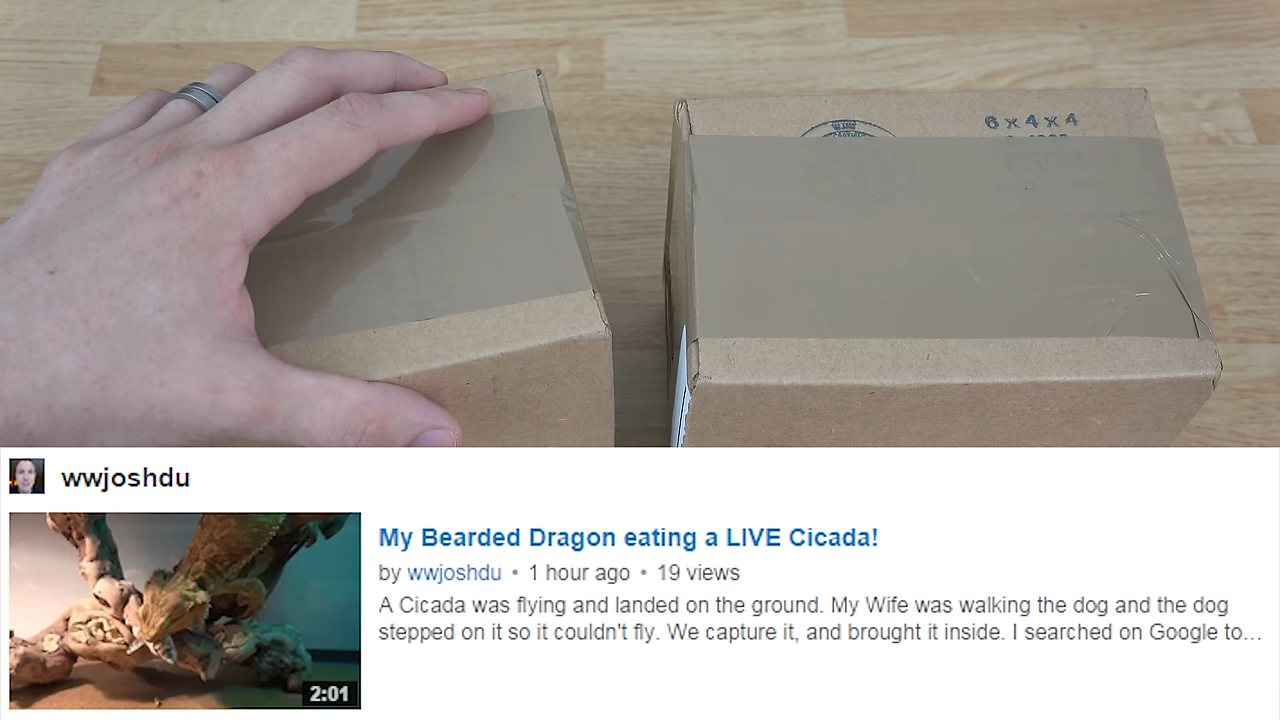 6x4x4
wwjoshdu
My Bearded Dragon eating a LIVE Cicada!
by wwjoshdu • 1 hour ago • 19 views
A Cicada was flying and landed on the ground. My Wife was walking the dog and the dog
stepped on it so it couldn't fly. We capture it, and brought it inside. I searched on Google to...
2:01